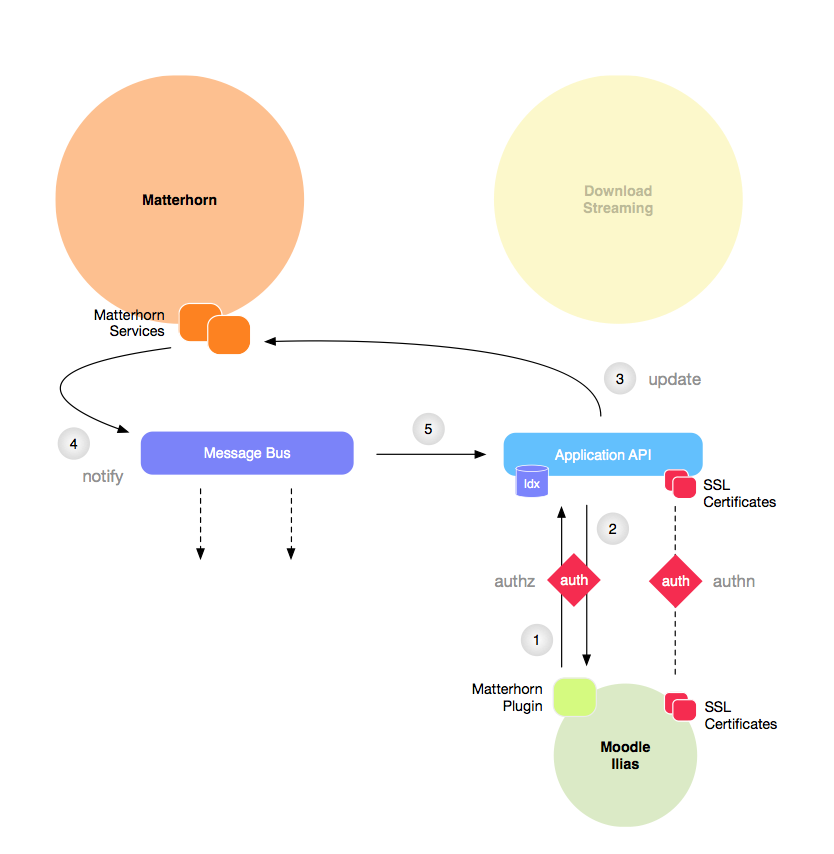 Matterhorn
Download
Streaming
Matterhorn
Services
3
update
4
notify
Message Bus
5
Application API
Idx
SSL
Certificates
2
authz
auth
auth
authn
1
Matterhorn
Plugin
SSL
Certificates
Moodle
Ilias